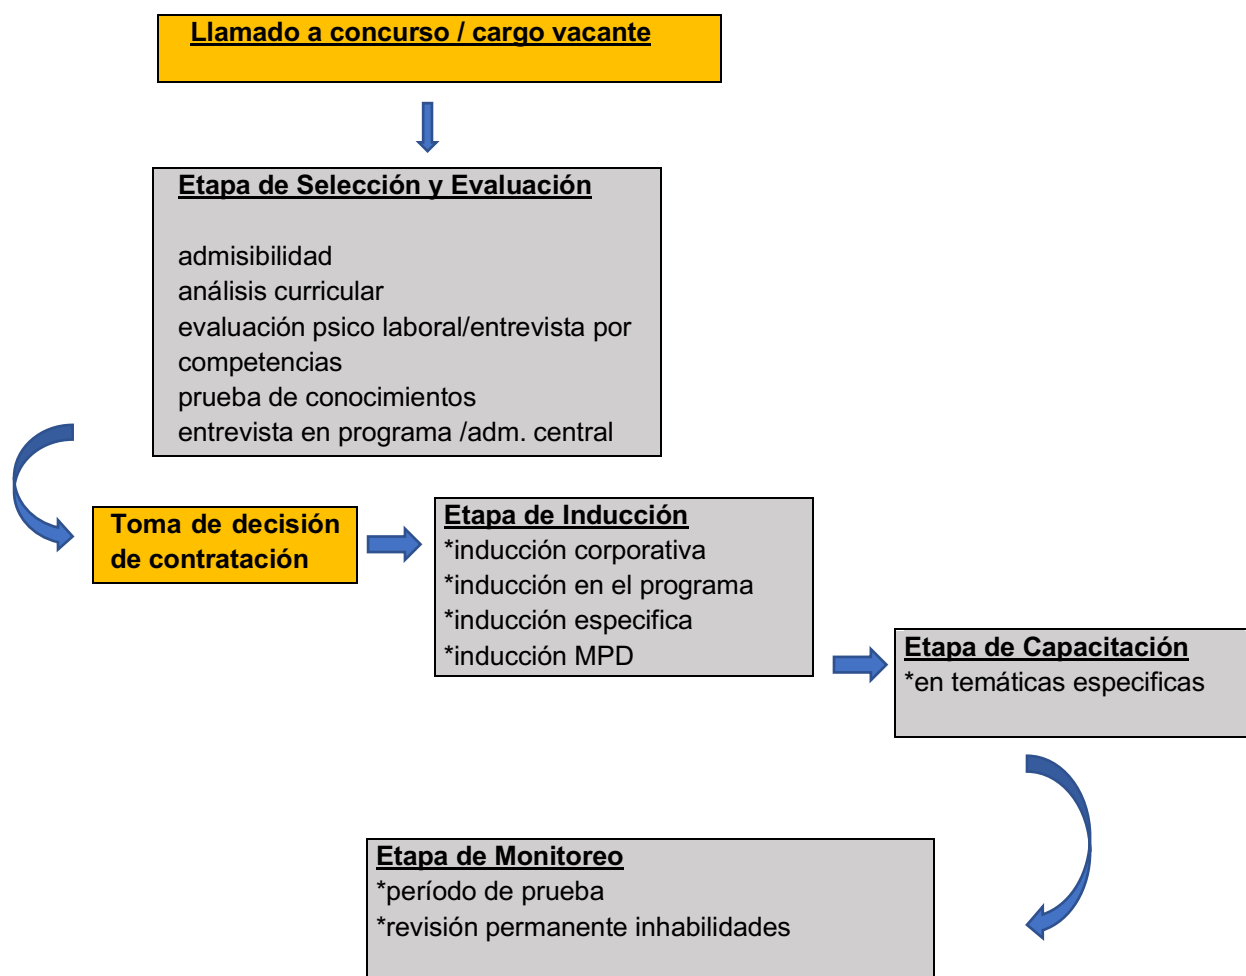 Llamado a concurso / cargo vacante
Etapa de Selección y Evaluación
admisibilidad
análisis curricular
evaluación psico laboral/entrevista por
competencias
prueba de conocimientos
entrevista en programa /adm. central
Toma de decisión
de contratación
Etapa de Inducción
*inducción corporativa
*inducción en el programa
*inducción especifica
*inducción MPD
Etapa de Capacitación
*en temáticas especificas
Etapa de Monitoreo
*período de prueba
*revisión permanente inhabilidades